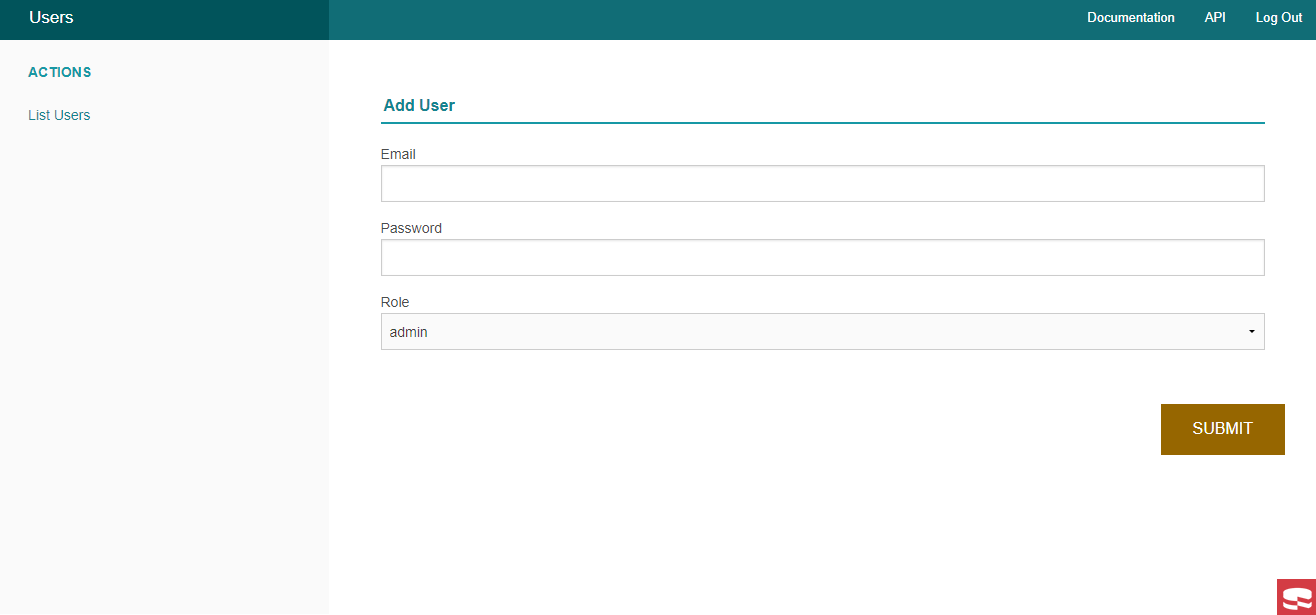 Users
Documentation API Log Out
ACTIONS
List Users
Add User
Email
Password
Role
admin
SUBMIT